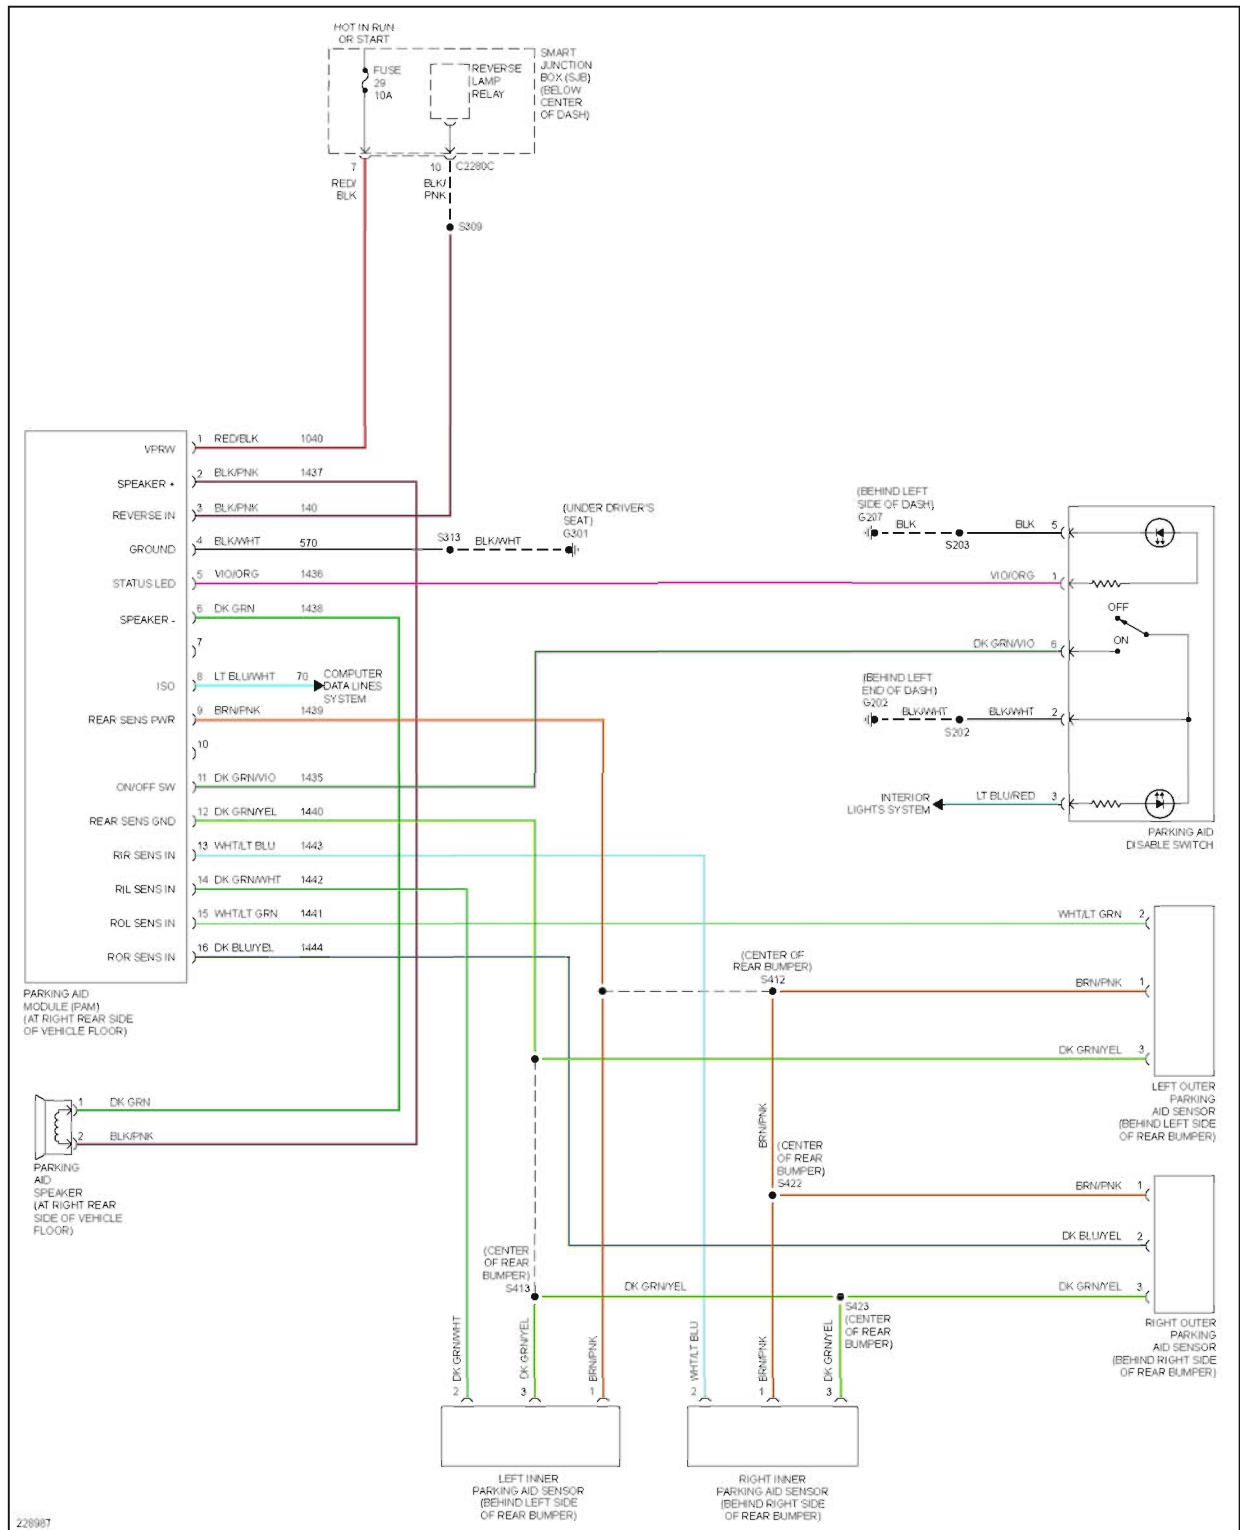 HOT IN RUN
OR START
FUSE
29
10A
REVERSE
LAMP
RELAY
SMART
JUNCTION
BOX (SJB)
(BELOW
CENTER
OF DASH)
7
10
C2280C
RED/
BLK
BLK/
PNK
S309
VPRW
1 RED/BLK 1040
SPEAKER +
2 BLK/PNK 1437
REVERSE IN
3 BLK/PNK 140
GROUND
4 BLK/WHT 570
S313
BLK/WHT
(UNDER DRIVER'S
SEAT)
G301
STATUS LED
5 VIO/ORG 1436
SPEAKER -
6 DK GRN 1438
7
ISO
8 LT BLU/WHT 70
COMPUTER
DATA LINES
SYSTEM
REAR SENS PWR
9 BRN/PNK 1439
10
ON/OFF SW
11 DK GRN/VIO 1435
REAR SENS GND
12 DK GRN/YEL 1440
RIR SENS IN
13 WHT/LT BLU 1443
RIL SENS IN
14 DK GRN/WHT 1442
ROL SENS IN
15 WHT/LT GRN 1441
ROR SENS IN
16 DK BLU/YEL 1444
PARKING AID
MODULE (PAM)
(AT RIGHT REAR SIDE
OF VEHICLE FLOOR)
(BEHIND LEFT
SIDE OF DASH)
G207
BLK
S203
BLK 5
VIO/ORG 1
OFF
ON
DK GRN/VIO 6
(BEHIND LEFT
END OF DASH)
G202
BLK/WHT
S202
BLK/WHT 2
INTERIOR
LIGHTS SYSTEM
LT BLU/RED 3
PARKING AID
DISABLE SWITCH
WHT/LT GRN 2
(CENTER OF
REAR BUMPER)
S412
BRN/PNK 1
DK GRN/YEL 3
LEFT OUTER
PARKING
AID SENSOR
(BEHIND LEFT SIDE
OF REAR BUMPER)
1 DK GRN
2 BLK/PNK
PARKING
AID
SPEAKER
(AT RIGHT REAR
SIDE OF VEHICLE
FLOOR)
BRN/PNK
(CENTER
OF REAR
BUMPER)
S422
BRN/PNK 1
DK BLU/YEL 2
(CENTER
OF REAR
BUMPER)
S413
DK GRN/YEL
S423
(CENTER
OF REAR
BUMPER)
DK GRN/YEL 3
RIGHT OUTER
PARKING
AID SENSOR
(BEHIND RIGHT SIDE
OF REAR BUMPER)
DK GRN/WHT
DK GRN/YEL
BRN/PNK
WHT/LT BLU
BRN/PNK
DK GRN/YEL
2 3 1 2 1 3
LEFT INNER
PARKING AID SENSOR
(BEHIND LEFT SIDE
OF REAR BUMPER)
RIGHT INNER
PARKING AID SENSOR
(BEHIND RIGHT SIDE
OF REAR BUMPER)
228987